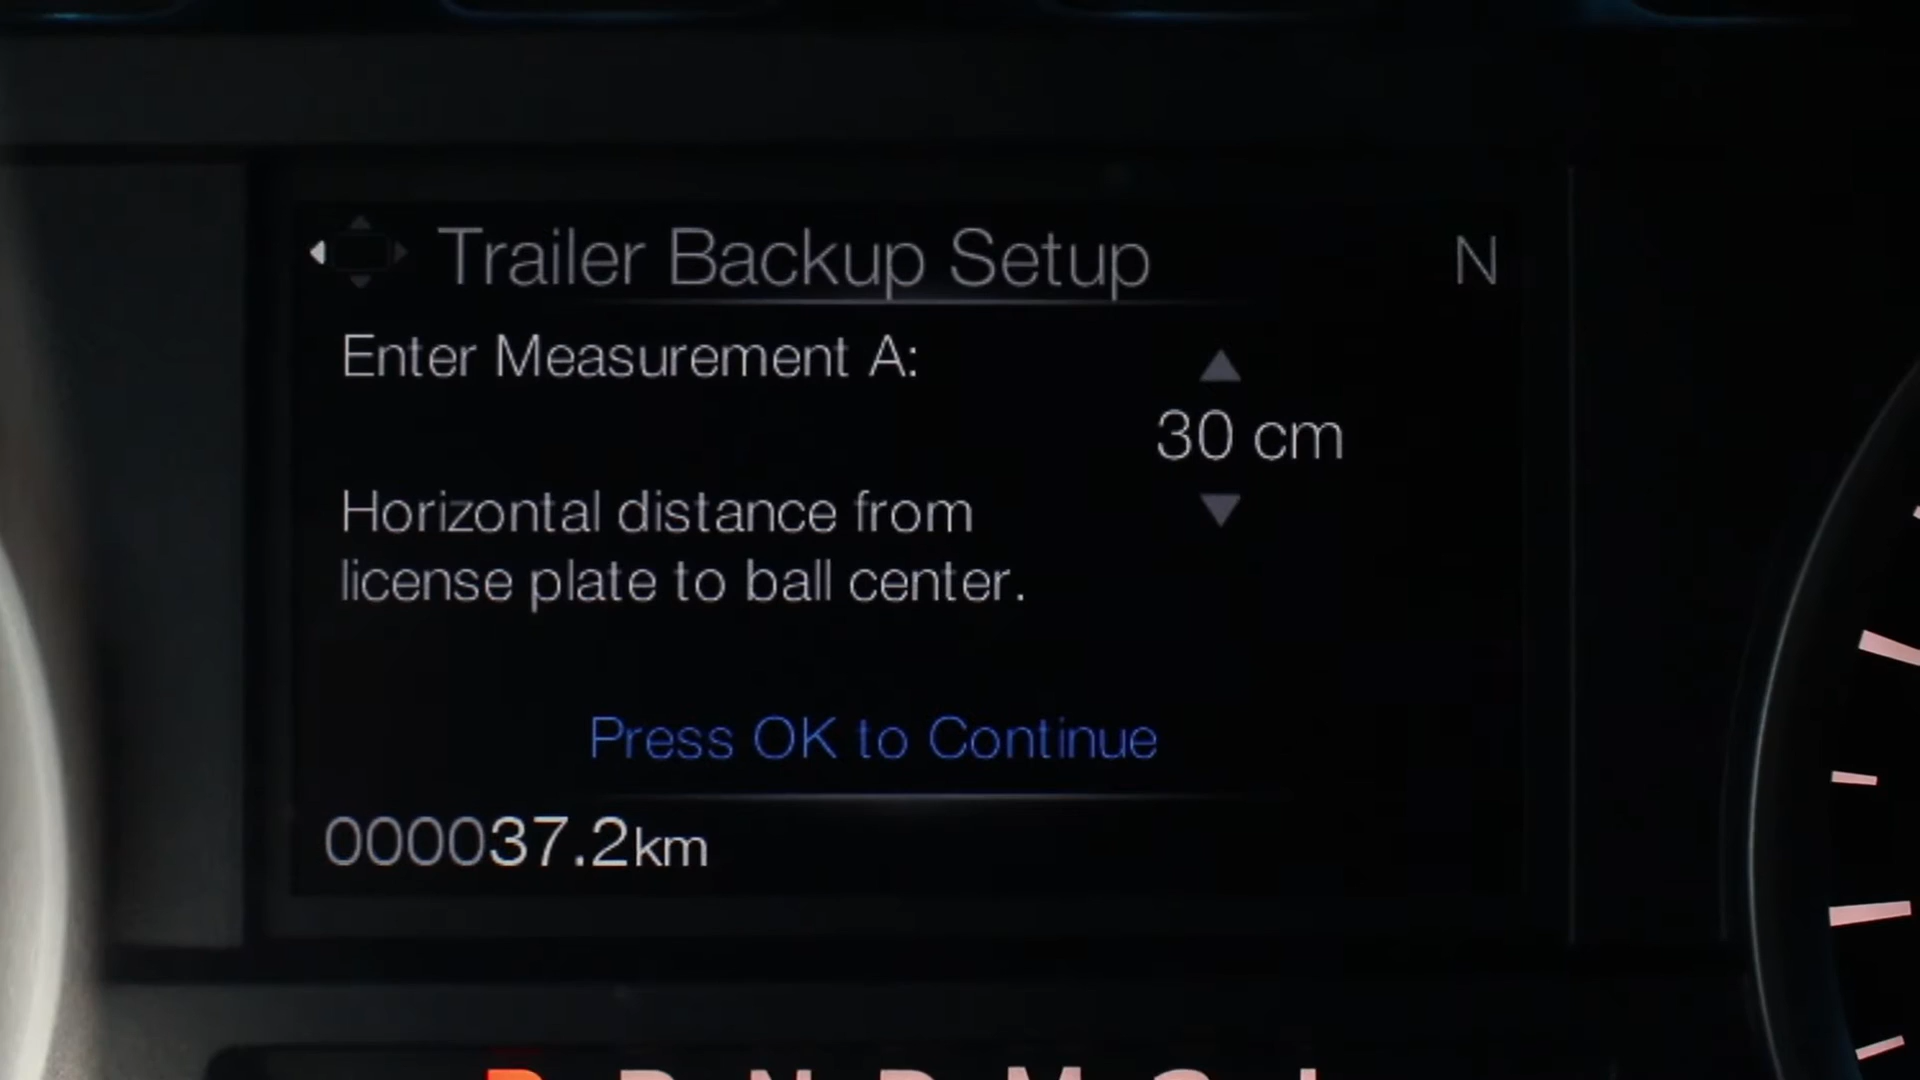 Trailer Backup Setup N
Enter Measurement A:
30 cm
Horizontal distance from
license plate to ball center.
Press OK to Continue
000037.2km